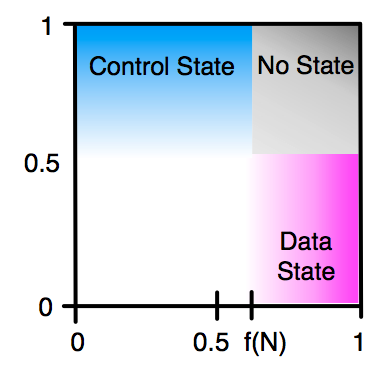 1
Control State
No State
0.5
Data
State
0
0
0.5
f(N)
1